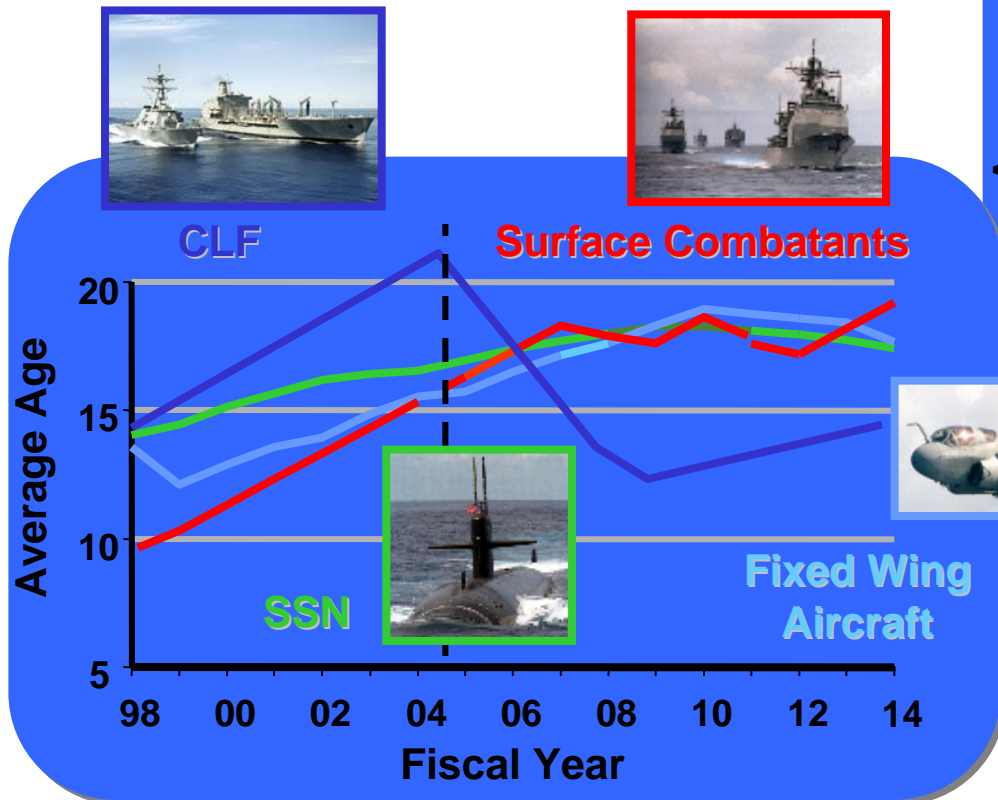 CLF
Surface Combatants
20
15
10
5
Average Age
SSN
Fixed Wing
Aircraft
98 00 02 04 06 08 10 12 14
Fiscal Year